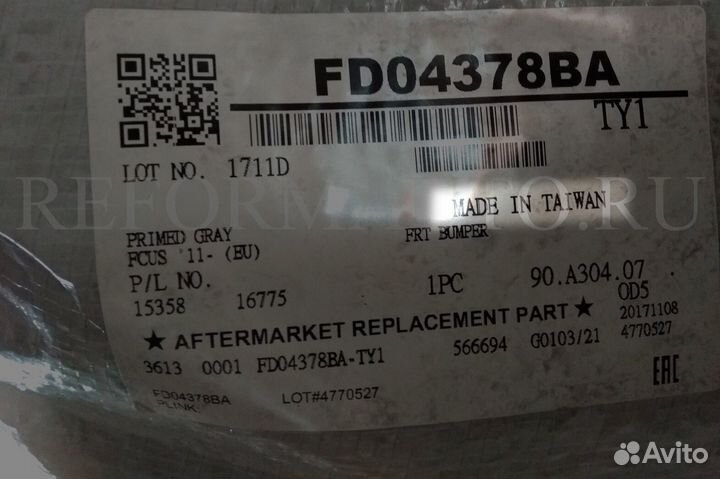 FD04378BA
TY1
LOT NO. 1711D
REFORMAUTO.RU
MADE IN TAIWAN
PRIMED GRAY FRT BUMPER
FCUS '11- (EU)
P/L NO. 1PC 90.A304.07
15358 16775 OD5
★ AFTERMARKET REPLACEMENT PART ★ 20171108
3613 0001 FD04378BA-TY1 566694 G0103/21 4770527
FD04378BA LOT#4770527
PLINK:
EAC
Avito